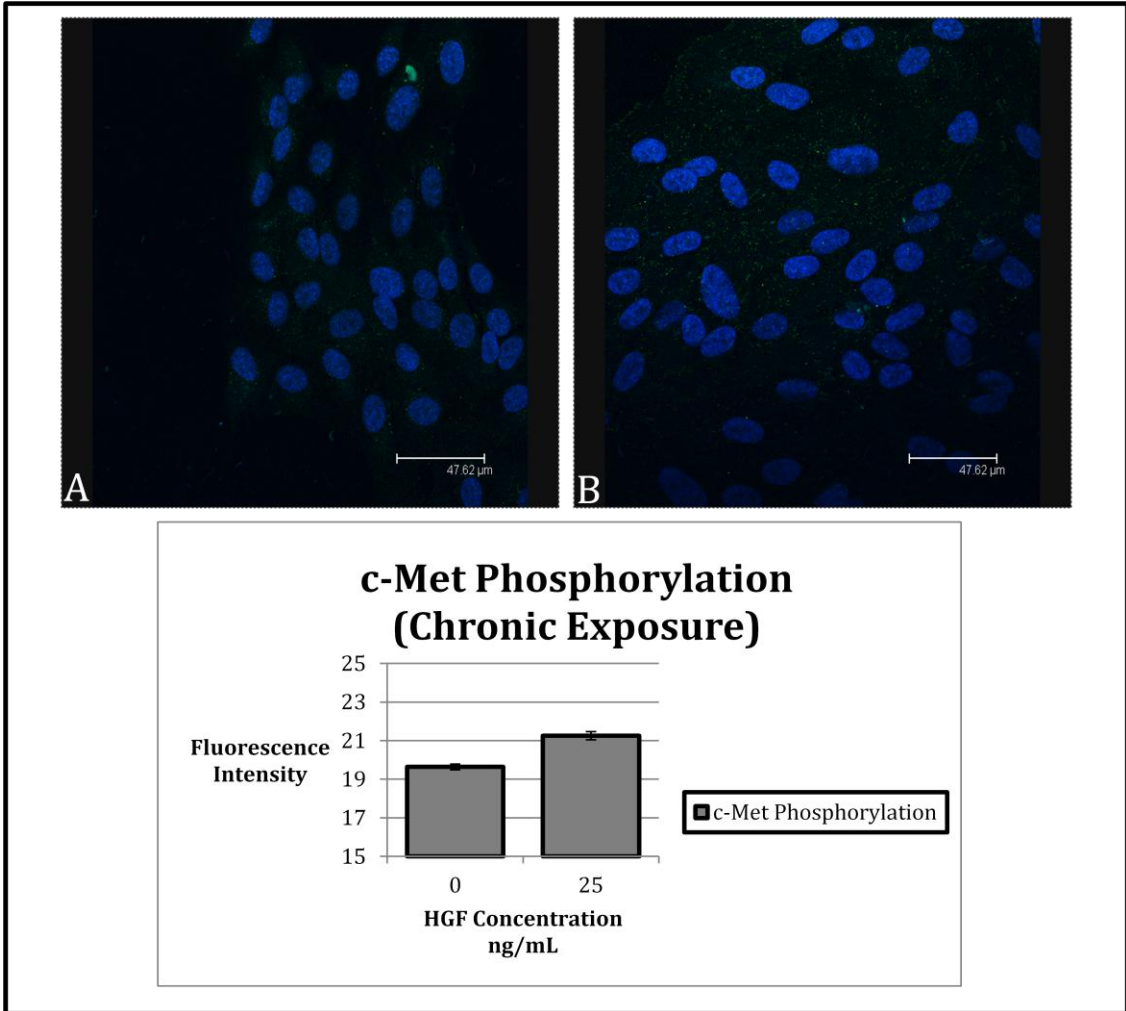 A
47.62 µm
B
47.62 µm
c-Met Phosphorylation
(Chronic Exposure)
25
23
21
19
17
15
Fluorescence
Intensity
0
25
HGF Concentration
ng/mL
c-Met Phosphorylation